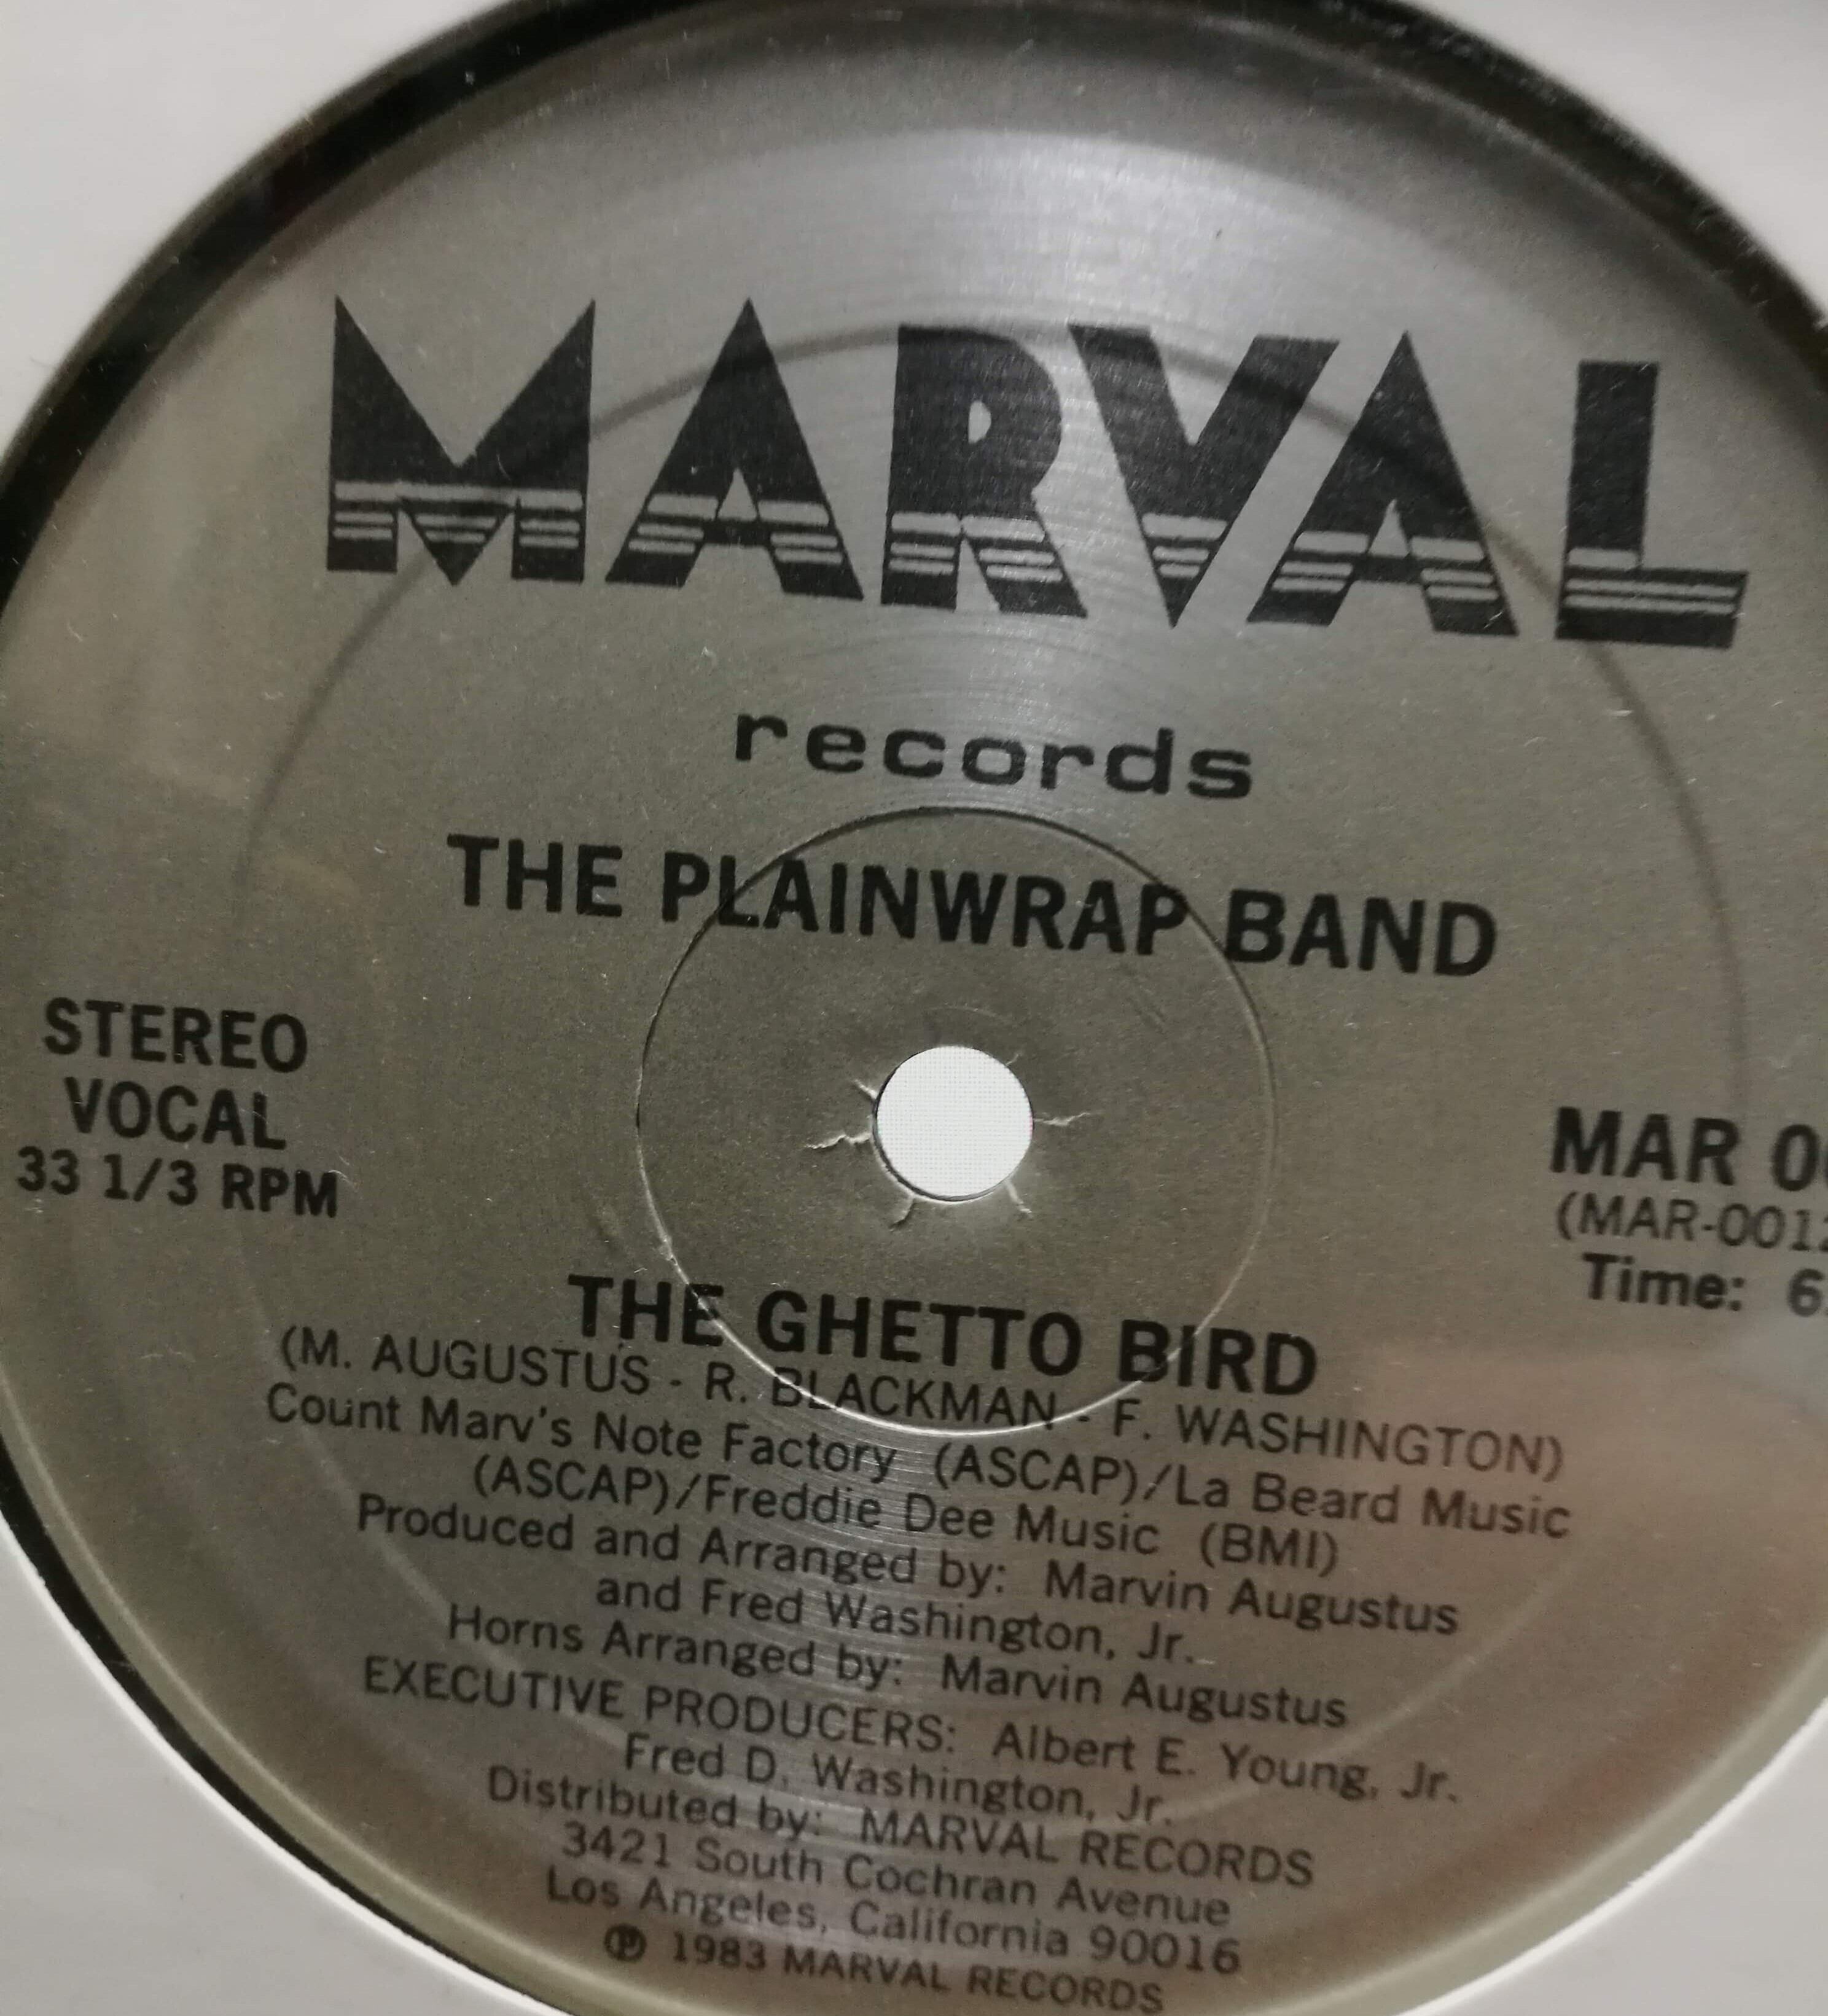 MARVAL
records
THE PLAINWRAP BAND
STEREO
VOCAL
33 1/3 RPM
MAR
(MAR-0012
Time: 6:
THE GHETTO BIRD
(M. AUGUSTUS - R. BLACKMAN - F. WASHINGTON)
Count Marv's Note Factory (ASCAP)/La Beard Music
(ASCAP)/Freddie Dee Music (BMI)
Produced and Arranged by: Marvin Augustus
and Fred Washington, Jr.
Horns Arranged by: Marvin Augustus
EXECUTIVE PRODUCERS: Albert E. Young, Jr.
Fred D. Washington, Jr.
Distributed by: MARVAL RECORDS
3421 South Cochran Avenue
Los Angeles, California 90016
℗ 1983 MARVAL RECORDS